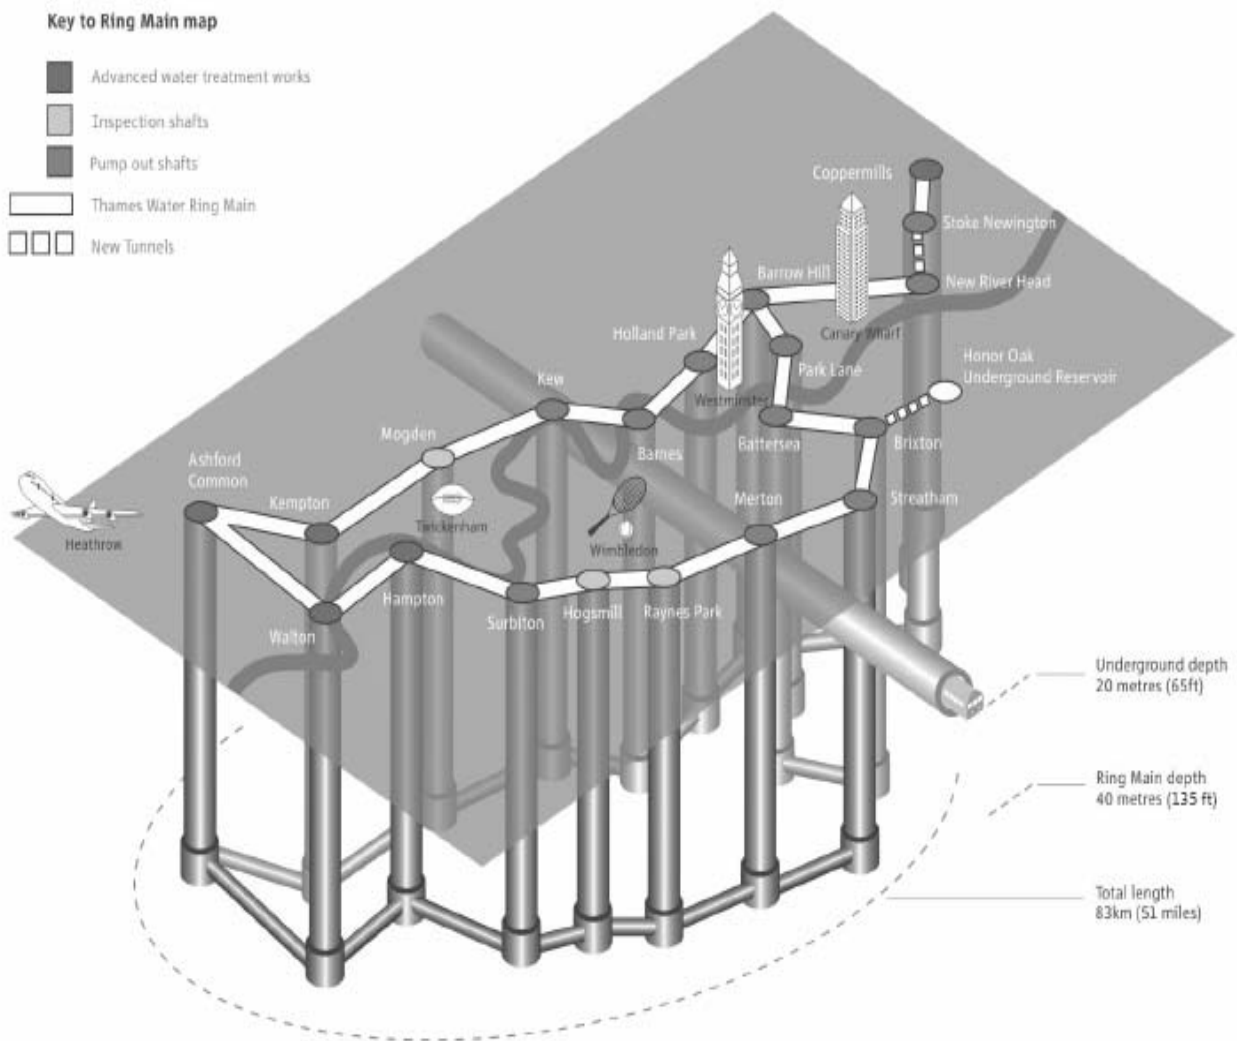 Key to Ring Main map
Advanced water treatment works
Inspection shafts
Pump out shafts
Thames Water Ring Main
New Tunnels
Coppermills
Stoke Newington
Barrow Hill
New River Head
Canary Wharf
Holland Park
Honor Oak
Underground Reservoir
Park Lane
Kew
Westminster
Mogden
Barnes
Battersea
Brixton
Ashford
Common
Kempton
Merton
Streatham
Twickenham
Heathrow
Wimbledon
Hampton
Hogsmill
Raynes Park
Surbiton
Walton
Underground depth
20 metres (65ft)
Ring Main depth
40 metres (135 ft)
Total length
83km (51 miles)